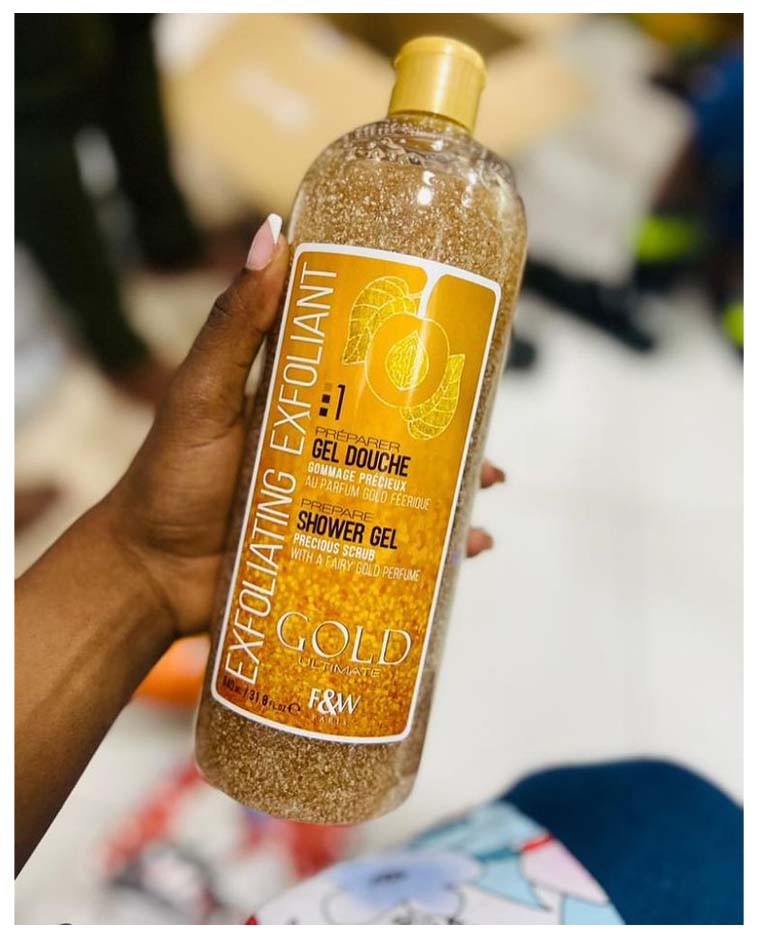 EXFOLIATING EXFOLIANT
1
PRÉPARER
GEL DOUCHE
GOMMAGE PRÉCIEUX
AU PARFUM GOLD FÉERIQUE
PREPARE
SHOWER GEL
PRECIOUS SCRUB
WITH A FAIRY GOLD PERFUME
GOLD
ULTIMATE
F&W
PARIS